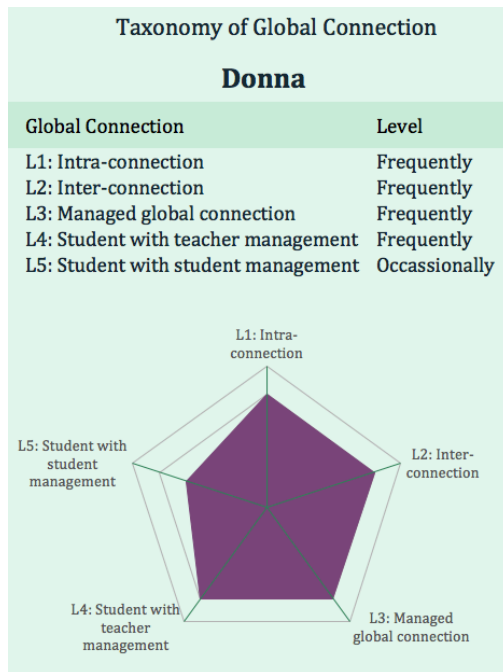 Taxonomy of Global Connection
Donna
Global Connection Level
L1: Intra-connection Frequently
L2: Inter-connection Frequently
L3: Managed global connection Frequently
L4: Student with teacher management Frequently
L5: Student with student management Occassionally
L1: Intra-
connection
L5: Student with
student
management
L2: Inter-
connection
L4: Student with
teacher
management
L3: Managed
global connection